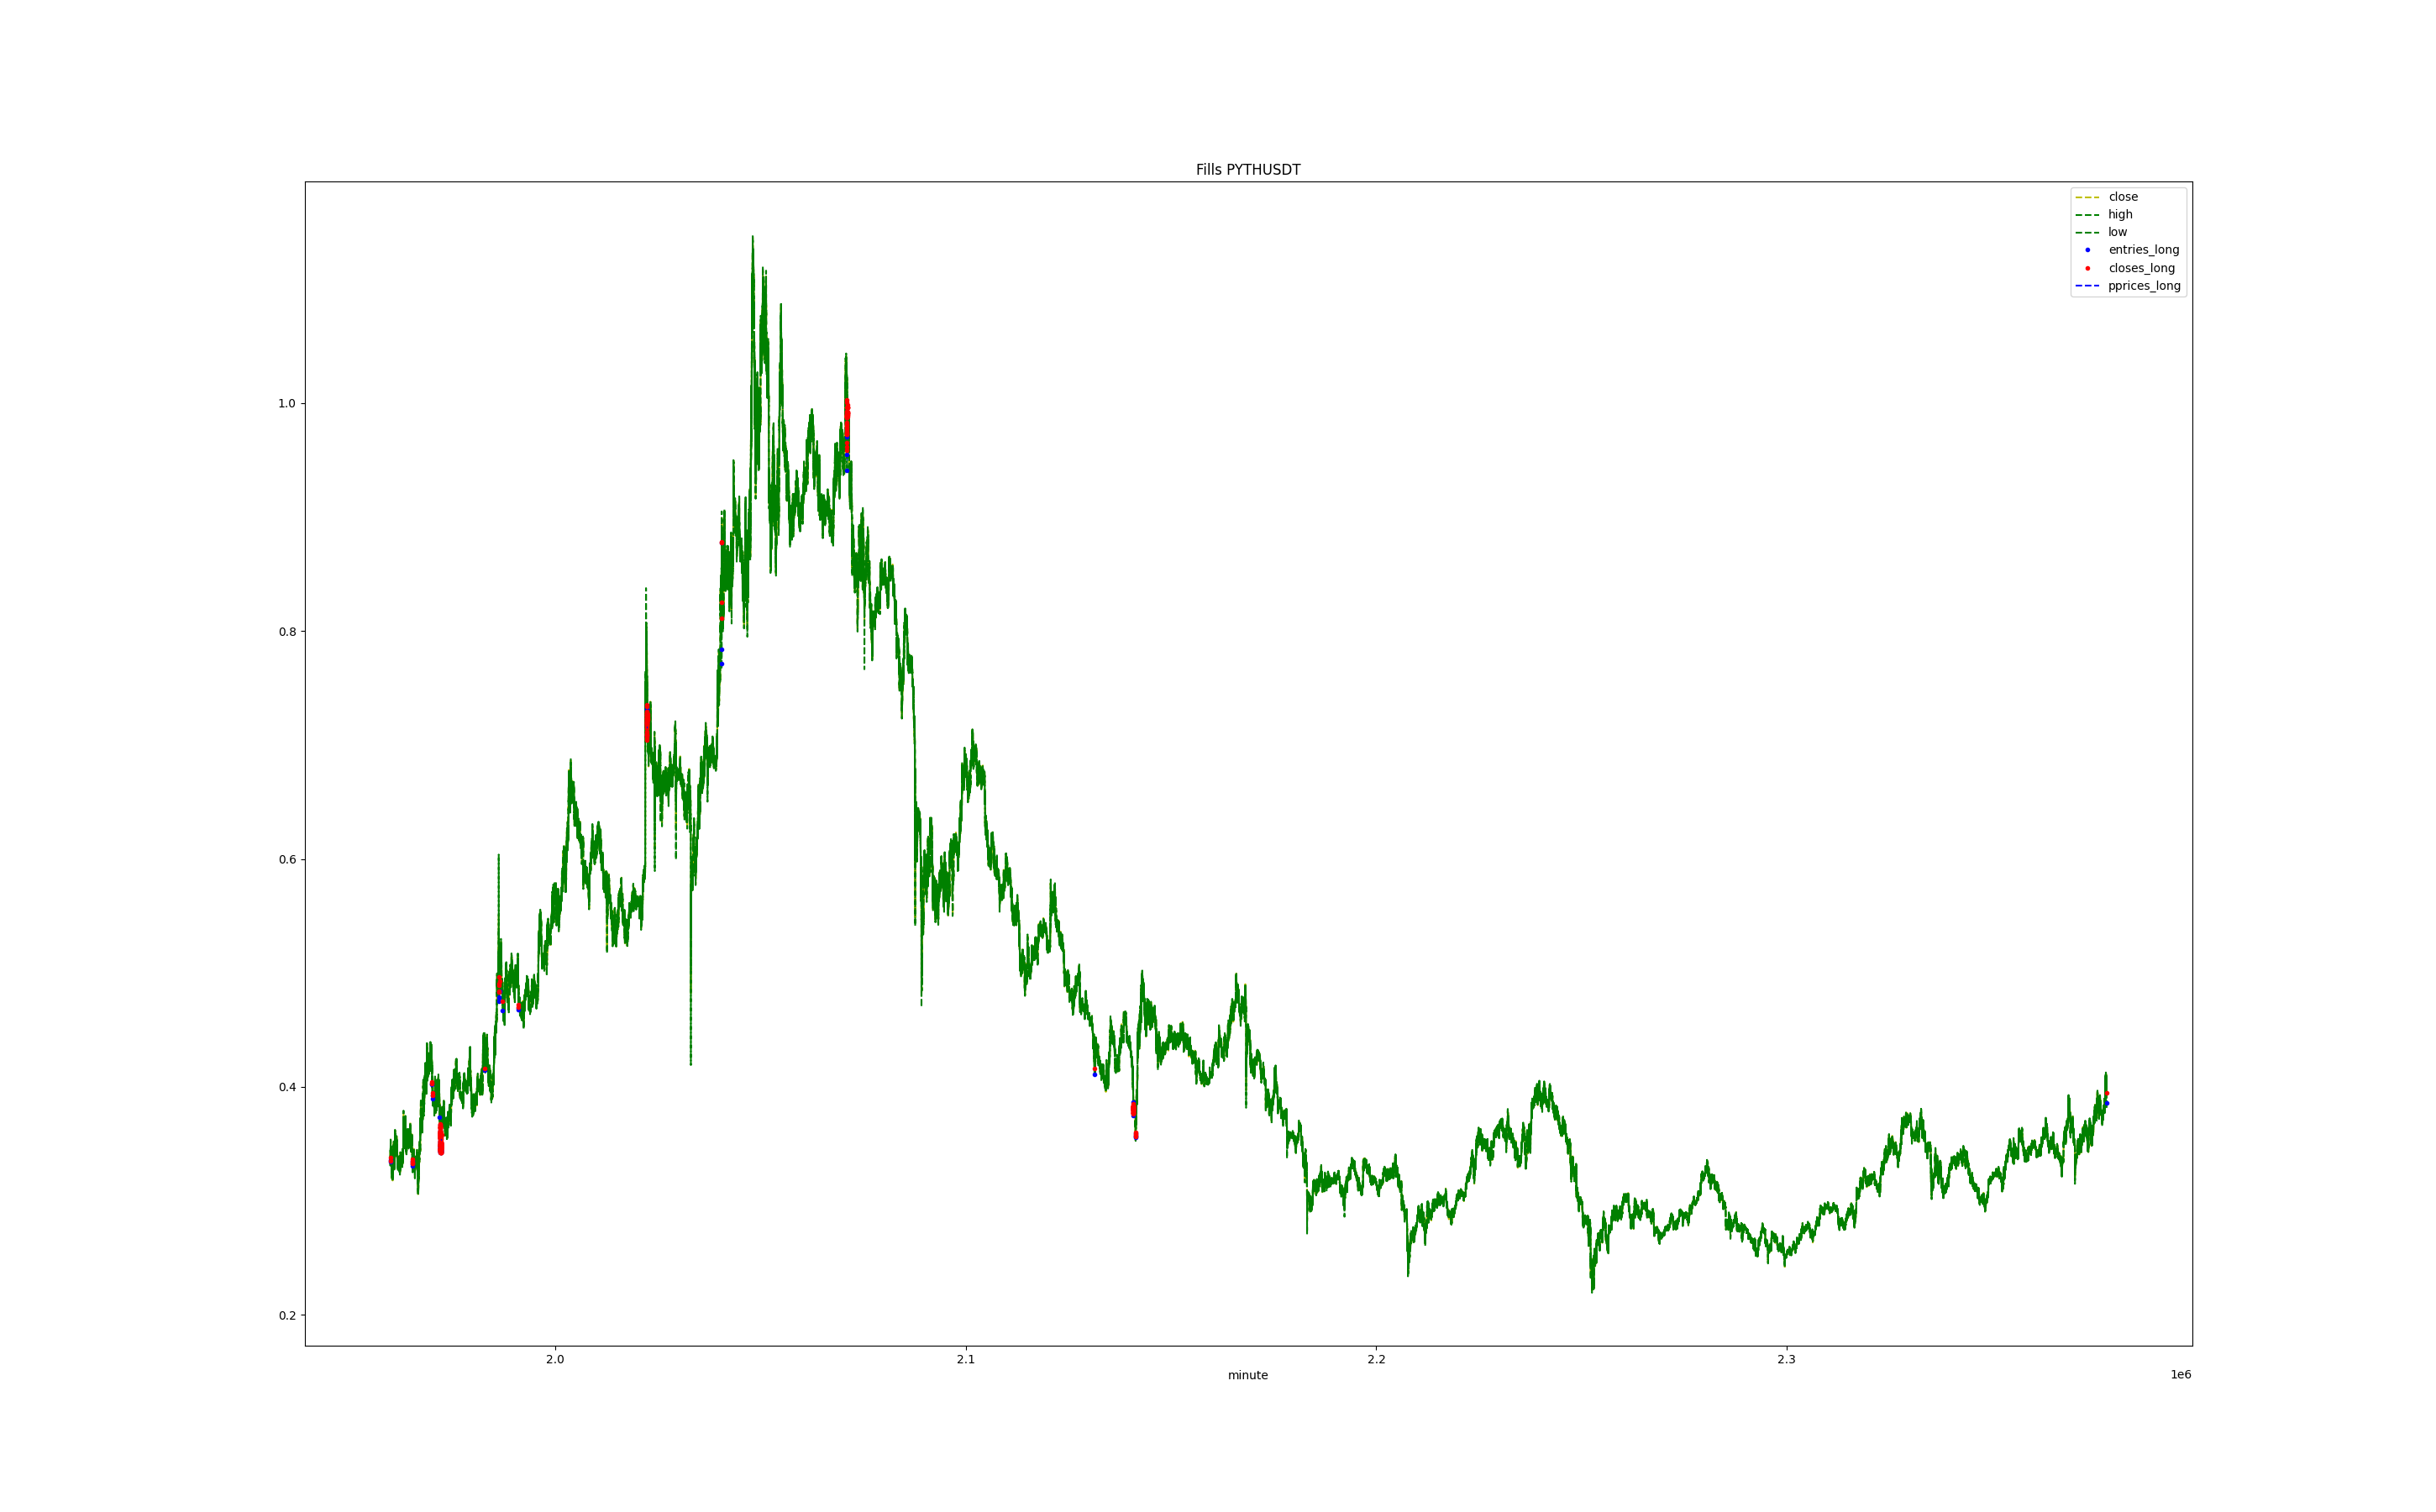 Fills PYTHUSDT
close
high
low
entries_long
closes_long
pprices_long
1.0
0.8
0.6
0.4
0.2
2.0
2.1
2.2
2.3
minute
1e6